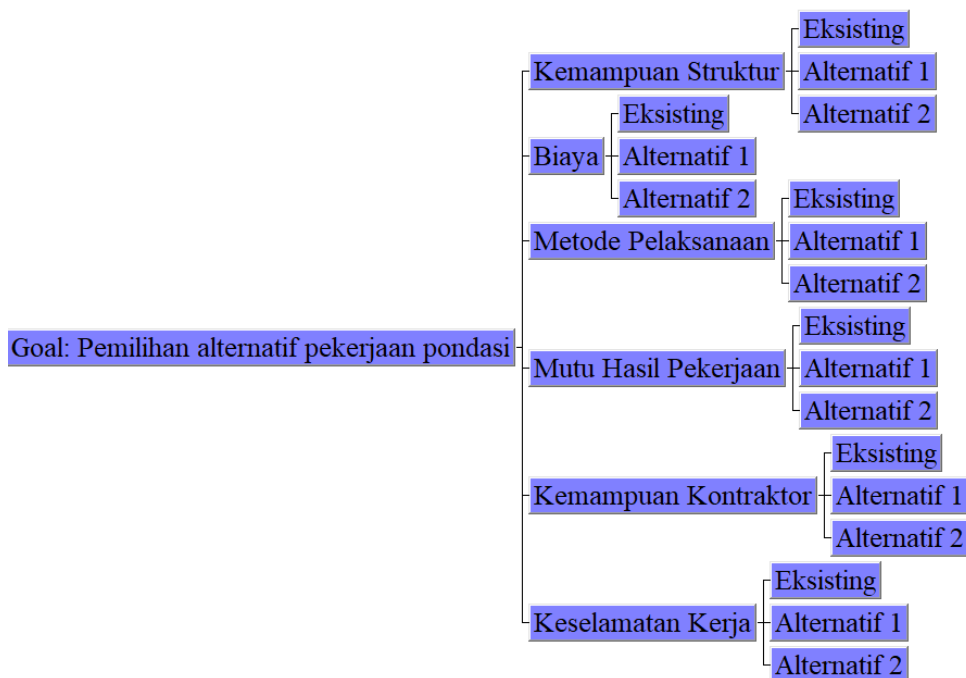 Goal: Pemilihan alternatif pekerjaan pondasi
Kemampuan Struktur
Eksisting
Alternatif 1
Alternatif 2
Biaya
Eksisting
Alternatif 1
Alternatif 2
Metode Pelaksanaan
Eksisting
Alternatif 1
Alternatif 2
Mutu Hasil Pekerjaan
Eksisting
Alternatif 1
Alternatif 2
Kemampuan Kontraktor
Eksisting
Alternatif 1
Alternatif 2
Keselamatan Kerja
Eksisting
Alternatif 1
Alternatif 2